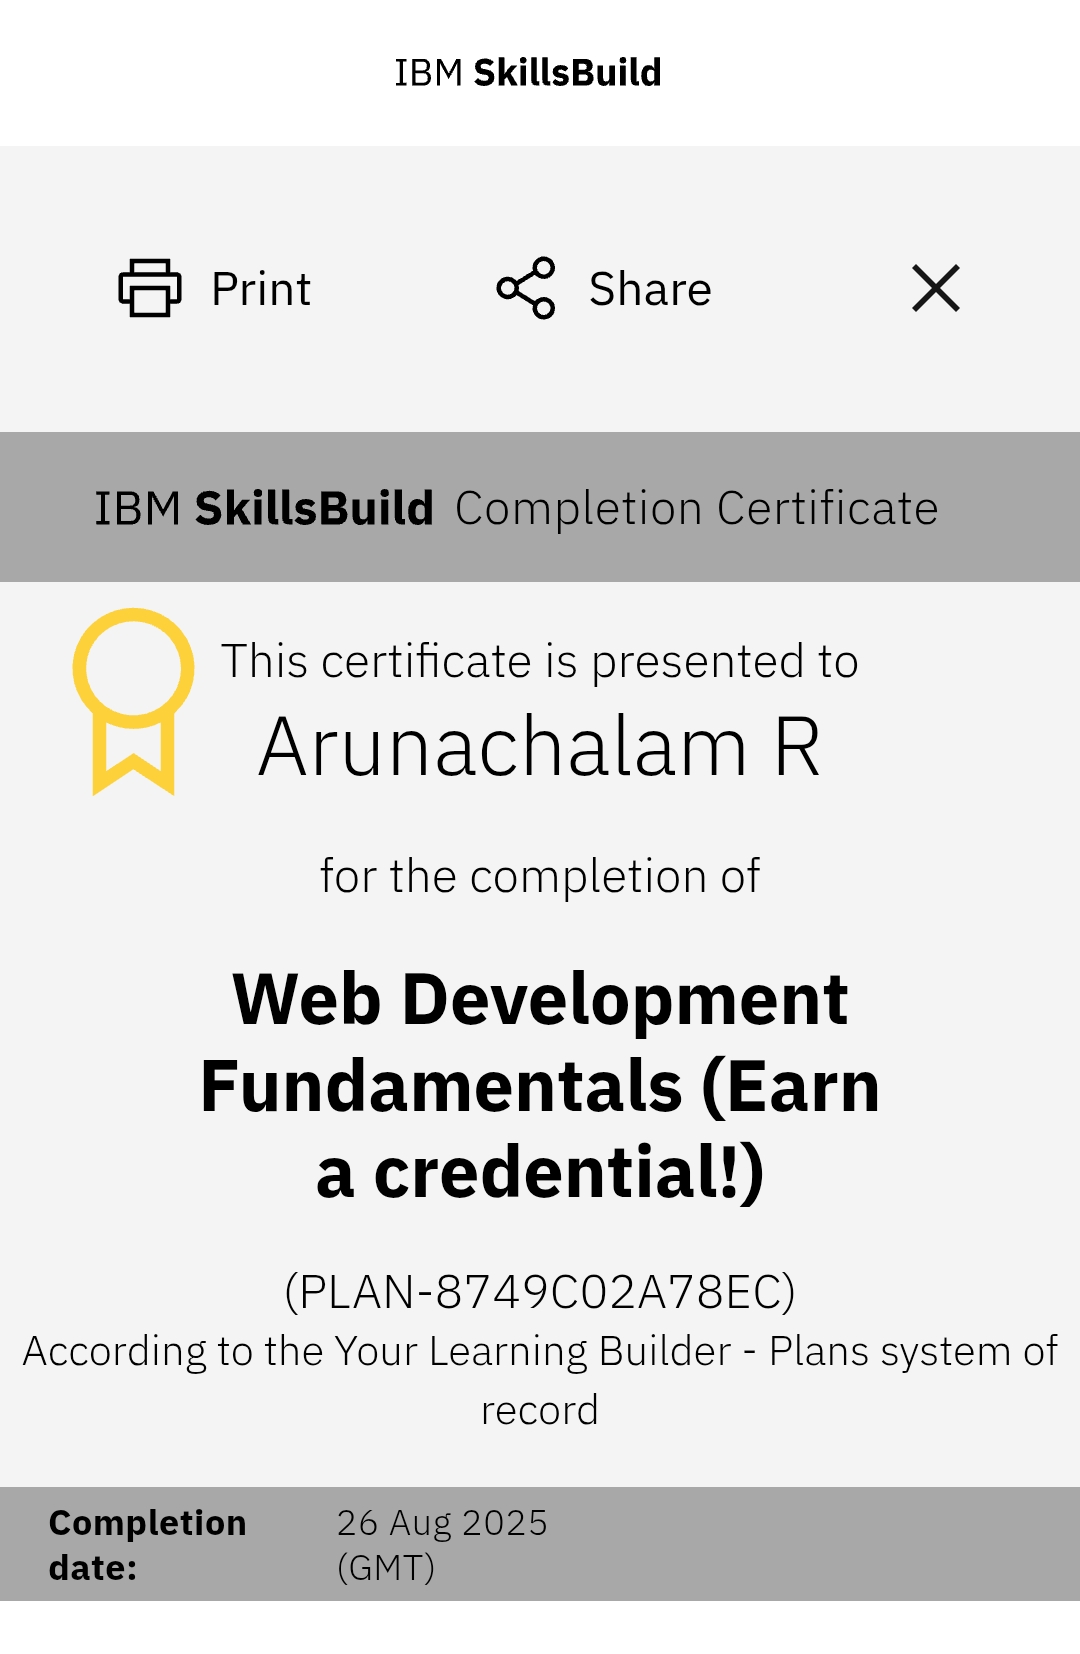 IBM SkillsBuild
Print
Share
IBM SkillsBuild Completion Certificate
This certificate is presented to
Arunachalam R
for the completion of
Web Development
Fundamentals (Earn
a credential!)
(PLAN-8749C02A78EC)
According to the Your Learning Builder - Plans system of
record
Completion
date:
26 Aug 2025
(GMT)